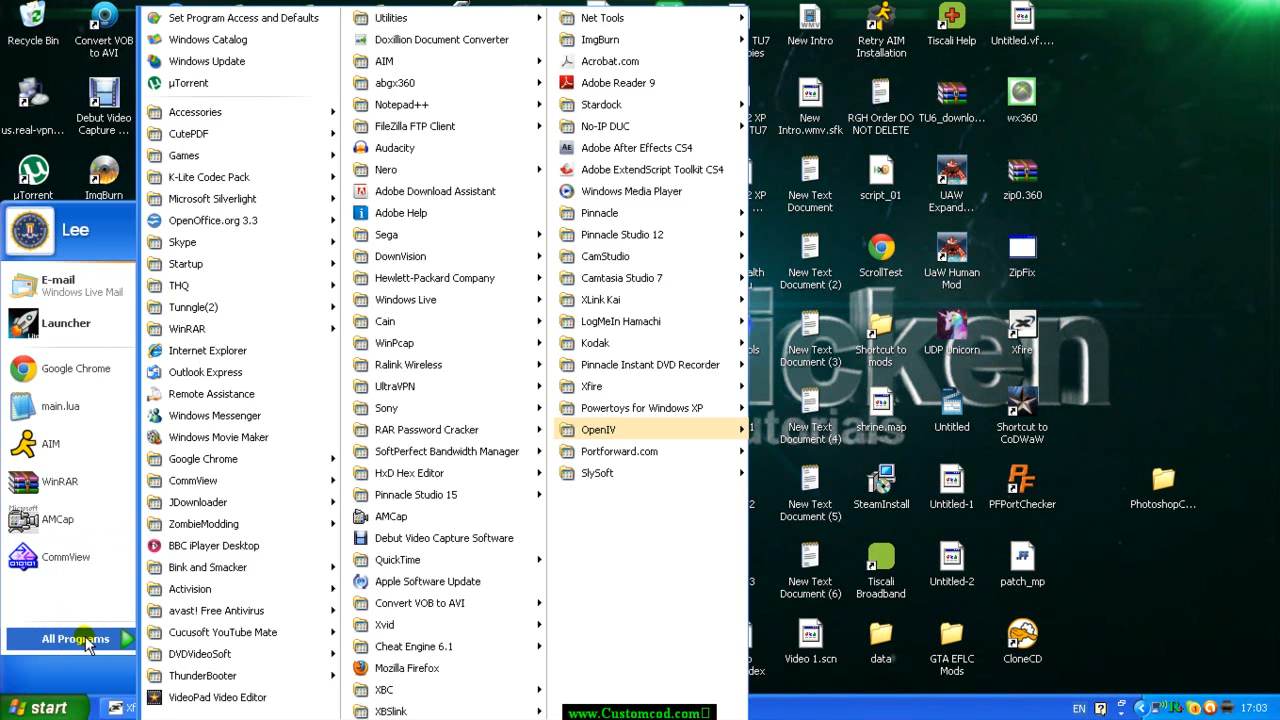 Set Program Access and Defaults
Windows Catalog
Windows Update
µTorrent
Accessories
CutePDF
Games
K-Lite Codec Pack
Microsoft Silverlight
OpenOffice.org 3.3
Skype
Startup
THQ
Tunngle(2)
WinRAR
Internet Explorer
Outlook Express
Remote Assistance
Windows Messenger
Windows Movie Maker
Google Chrome
CommView
JDownloader
ZombieModding
BBC iPlayer Desktop
Bink and Smacker
Activision
avast! Free Antivirus
Cucusoft YouTube Mate
DVDVideoSoft
ThunderBooter
VideoPad Video Editor
Utilities
Doxillion Document Converter
AIM
abgx360
Notepad++
FileZilla FTP Client
Audacity
Nero
Adobe Download Assistant
Adobe Help
Sega
DownVision
Hewlett-Packard Company
Windows Live
Cain
WinPcap
Ralink Wireless
UltraVPN
Sony
RAR Password Cracker
SoftPerfect Bandwidth Manager
HxD Hex Editor
Pinnacle Studio 15
AMCap
Debut Video Capture Software
QuickTime
Apple Software Update
Convert VOB to AVI
Xvid
Cheat Engine 6.1
Mozilla Firefox
XBC
XBSlink
Net Tools
ImgBurn
Acrobat.com
Adobe Reader 9
Stardock
No-IP DUC
Adobe After Effects CS4
Adobe ExtendScript Toolkit CS4
Windows Media Player
Pinnacle
Pinnacle Studio 12
CamStudio
Camtasia Studio 7
XLink Kai
LogMeIn Hamachi
Kodak
Pinnacle Instant DVD Recorder
Xfire
Powertoys for Windows XP
OpenIV
Portforward.com
SlySoft
www.Customcod.com
Convert VOB
to AVI
Debut Video
Capture ...
µTorrent
Lee
E-mail
Windows Live Mail
Launcher
Google Chrome
main.lua
AIM
WinRAR
Microsoft
AMCap
CommView
All Programs
start
New Intro
Retry AIM
Installation
Tiscali Help
Untitled.vf....
New
Intro.wmv.sfk
RGH Order DO
NOT DELETE
TU6_downlo...
wx360
New Text
Document
script_01
UAW
Expand...
zip0.360
New Text
Document (2)
ScrollTest
UaW Human
Mod
ZipFix
New Text
Document (3)
Shortcut to
mods
UDP Unicorn
Xfire
New Text
Document (4)
shrine.map
Untitled
Shortcut to
CoDWaW
New Text
Document (5)
SteamInstall
Untitled-1
PFPortChecker
PhotoshopC...
New Text
Document (6)
Tiscali
Broadband
Untitled-2
patch_mp
Video 1.scn
data
GTA EFLC
Mods
CloneCD
EN
17:03